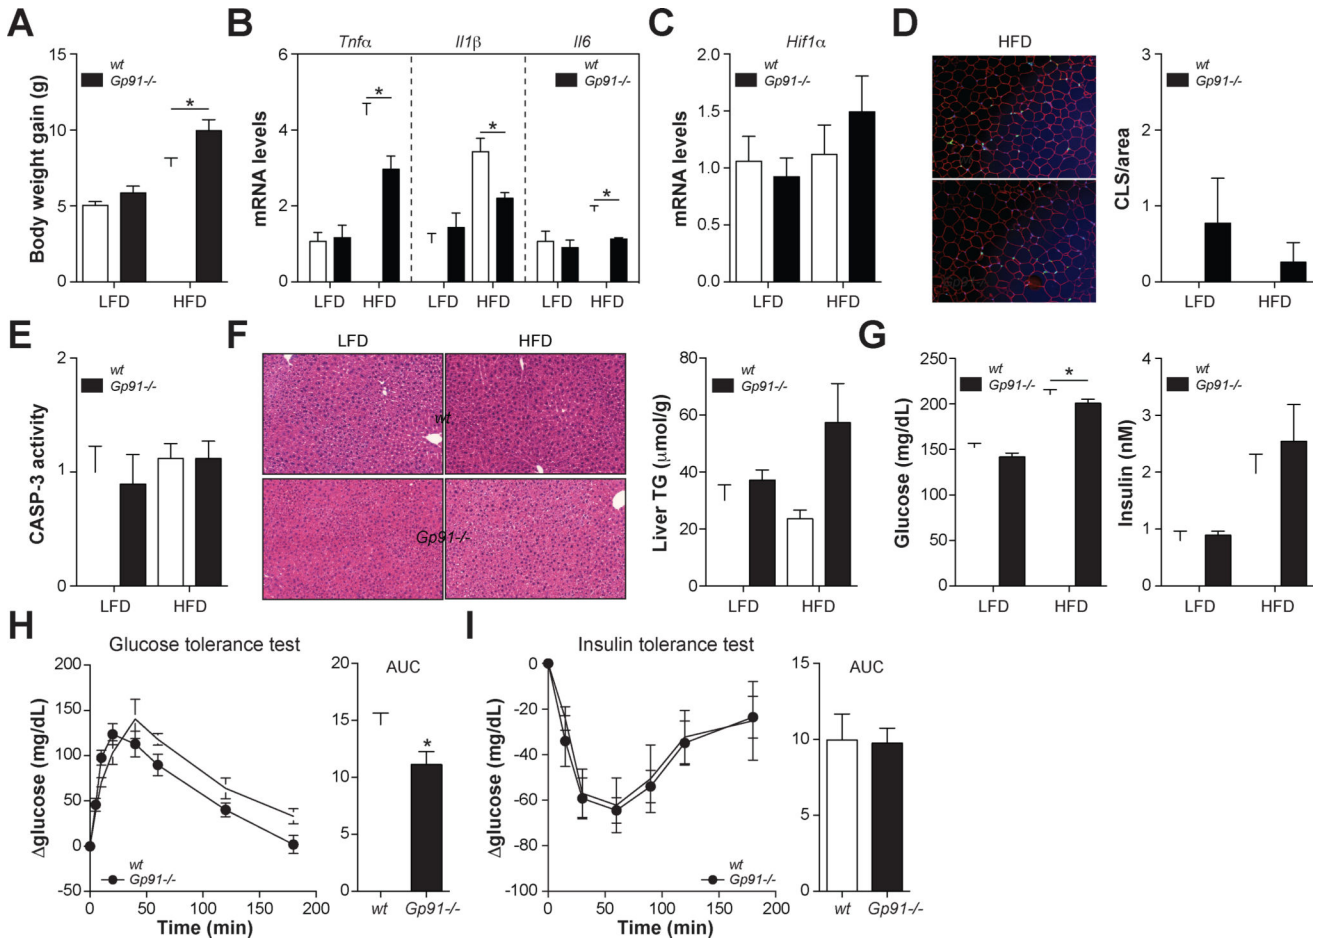 A
wt
Gp91-/-
*
Body weight gain (g)
15
10
5
0
LFD HFD
B
Tnfα Il1β Il6
wt
Gp91-/-
* * *
mRNA levels
6
4
2
0
LFD HFD LFD HFD LFD HFD
C
Hif1α
wt
Gp91-/-
mRNA levels
2.0
1.5
1.0
0.5
0.0
LFD HFD
D
HFD
wt
Gp91-/-
CLS/area
3
2
1
0
LFD HFD
E
wt
Gp91-/-
CASP-3 activity
2
1
0
LFD HFD
F
LFD HFD
wt
Gp91-/-
wt
Gp91-/-
Liver TG (μmol/g)
80
60
40
20
0
LFD HFD
G
wt
Gp91-/-
*
Glucose (mg/dL)
250
200
150
100
50
0
LFD HFD
wt
Gp91-/-
Insulin (nM)
4
3
2
1
0
LFD HFD
H
Glucose tolerance test
Δglucose (mg/dL)
200
150
100
50
0
-50
wt
Gp91-/-
0 50 100 150 200
Time (min)
AUC
20
15
10
5
0
*
wt Gp91-/-
I
Insulin tolerance test
Δglucose (mg/dL)
0
-20
-40
-60
-80
-100
wt
Gp91-/-
0 50 100 150 200
Time (min)
AUC
15
10
5
0
wt Gp91-/-